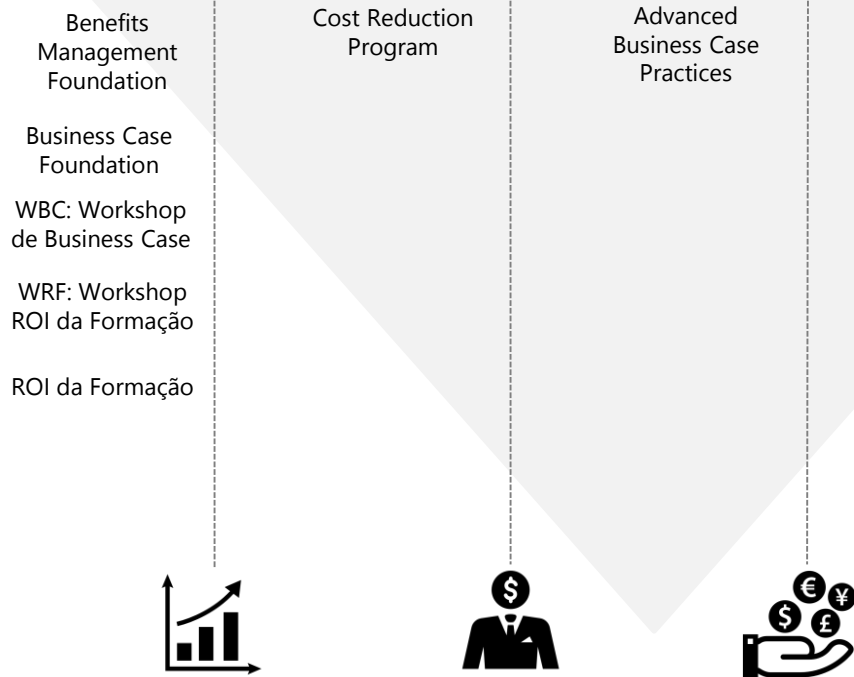 Benefits
Management
Foundation
Business Case
Foundation
WBC: Workshop
de Business Case
WRF: Workshop
ROI da Formação
ROI da Formação
Cost Reduction
Program
Advanced
Business Case
Practices
$
$
€
¥
£